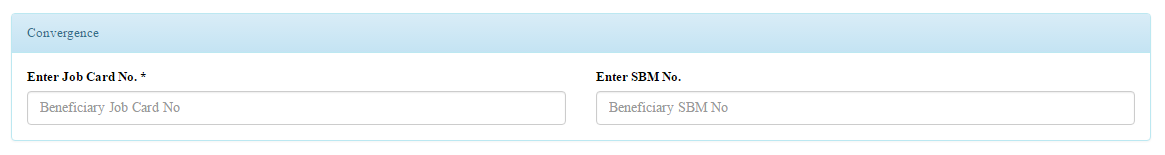 Convergence
Enter Job Card No. * Enter SBM No.
Beneficiary Job Card No Beneficiary SBM No